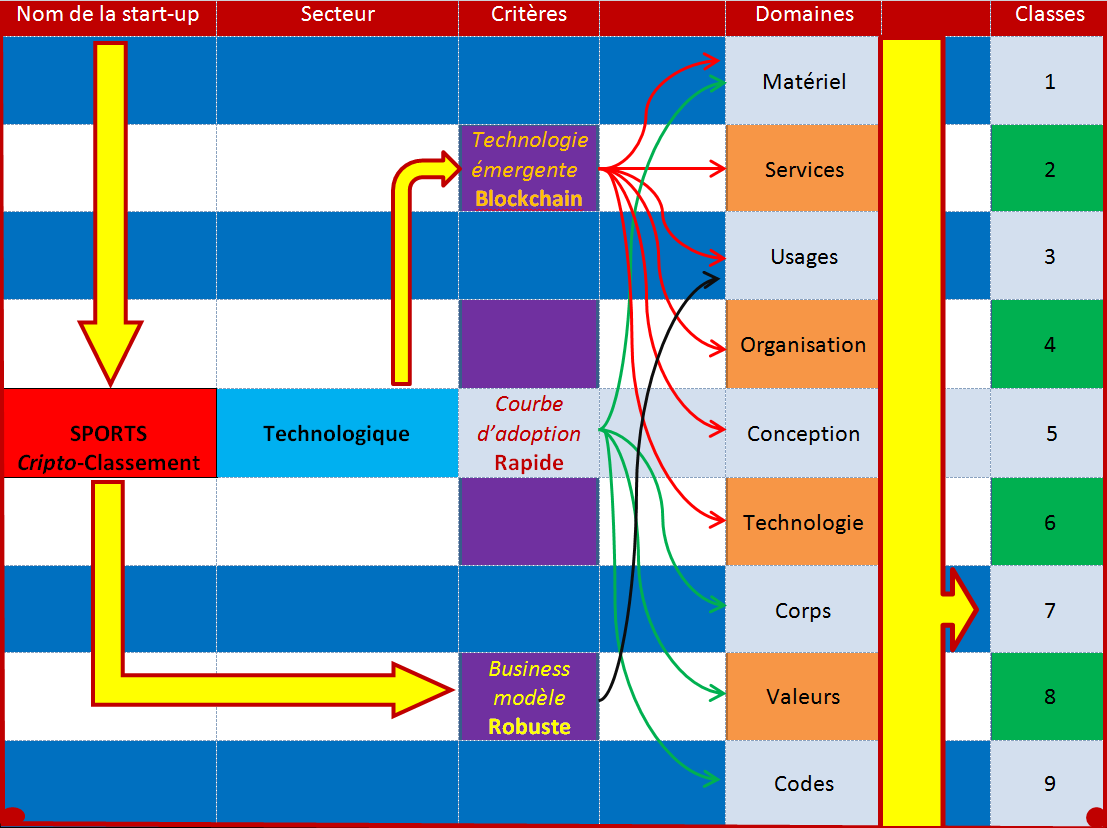 Nom de la start-up Secteur Critères Domaines Classes
Matériel 1
Technologie
émergente
Blockchain
Services 2
Usages 3
Organisation 4
SPORTS
Cripto-Classement
Technologique
Courbe
d'adoption
Rapide
Conception 5
Technologie 6
Corps 7
Business
modèle
Robuste
Valeurs 8
Codes 9